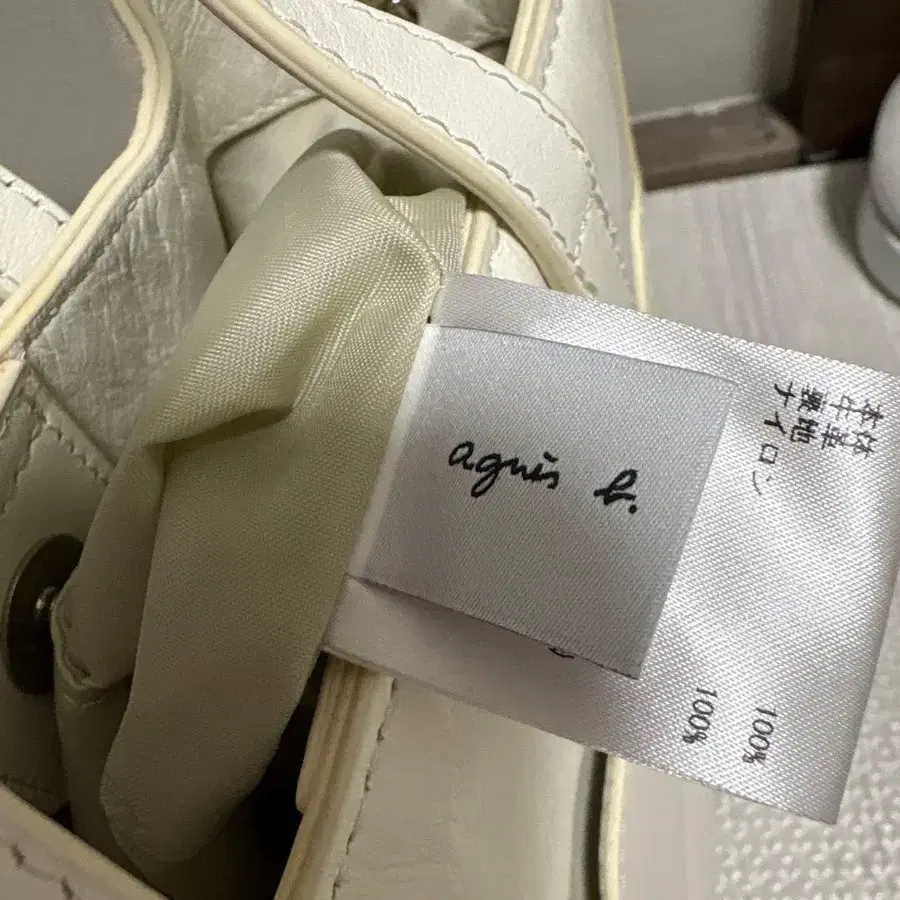 agnès b.
本体
牛革 100%
裏地
ナイロン 100%